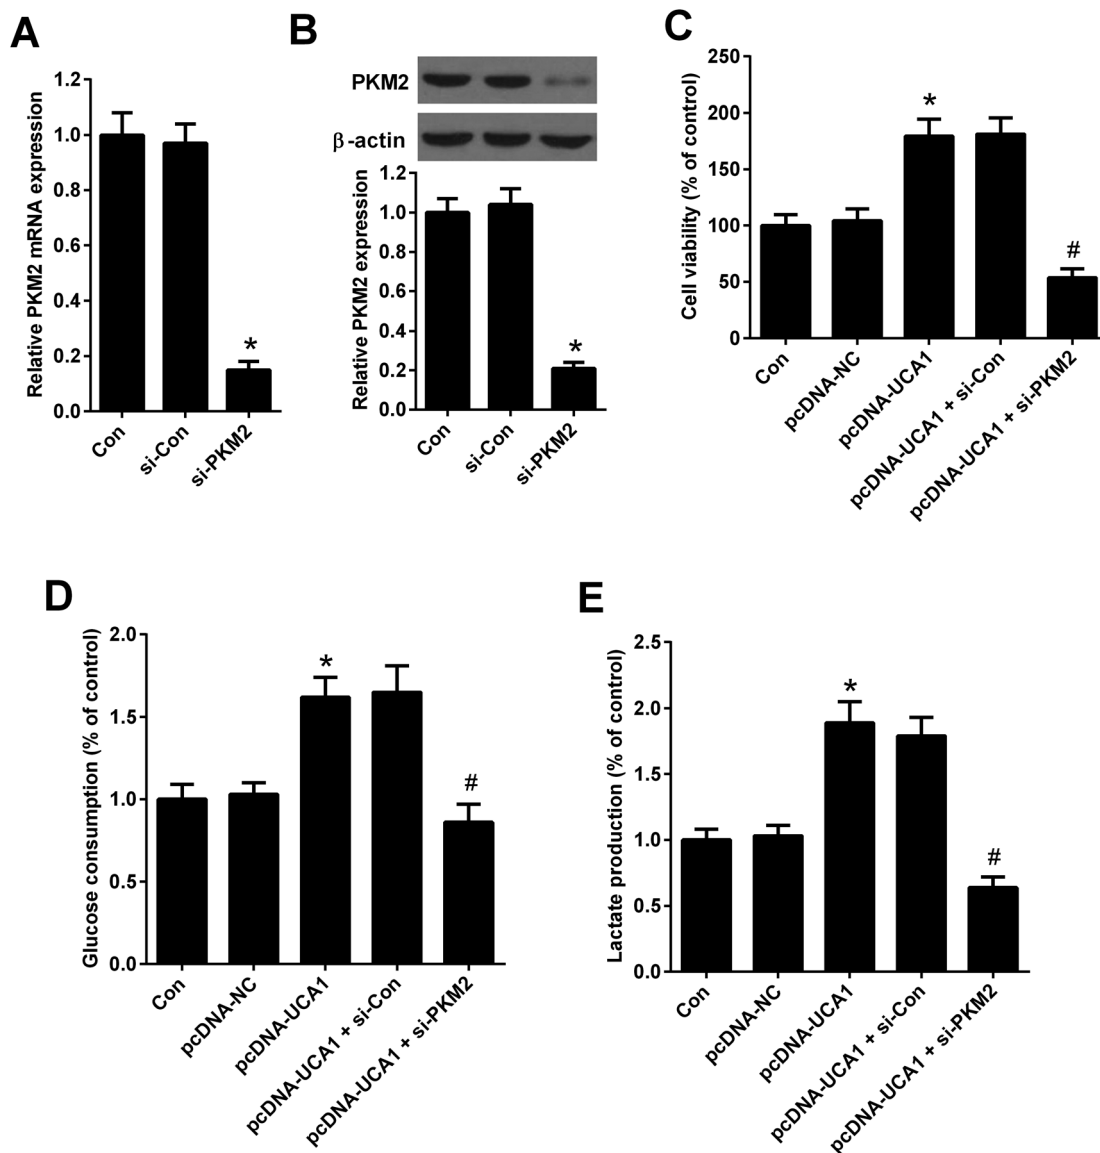 A
Relative PKM2 mRNA expression
1.2
1.0
0.8
0.6
0.4
0.2
0.0
*
Con
si-Con
si-PKM2
B
PKM2
β-actin
Relative PKM2 expression
1.2
1.0
0.8
0.6
0.4
0.2
0.0
*
Con
si-Con
si-PKM2
C
Cell viability (% of control)
250
200
150
100
50
0
*
#
Con
pcDNA-NC
pcDNA-UCA1
pcDNA-UCA1 + si-Con
pcDNA-UCA1 + si-PKM2
D
Glucose consumption (% of control)
2.0
1.5
1.0
0.5
0.0
*
#
Con
pcDNA-NC
pcDNA-UCA1
pcDNA-UCA1 + si-Con
pcDNA-UCA1 + si-PKM2
E
Lactate production (% of control)
2.5
2.0
1.5
1.0
0.5
0.0
*
#
Con
pcDNA-NC
pcDNA-UCA1
pcDNA-UCA1 + si-Con
pcDNA-UCA1 + si-PKM2